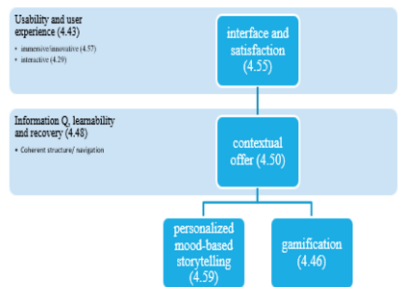 Usability and user
experience (4.43)
• immersive/innovative (4.57)
• interactive (4.29)
interface and
satisfaction
(4.55)
Information Q, learnability
and recovery (4.48)
• Coherent structure/ navigation
contextual
offer (4.50)
personalized
mood-based
storytelling
(4.59)
gamification
(4.46)